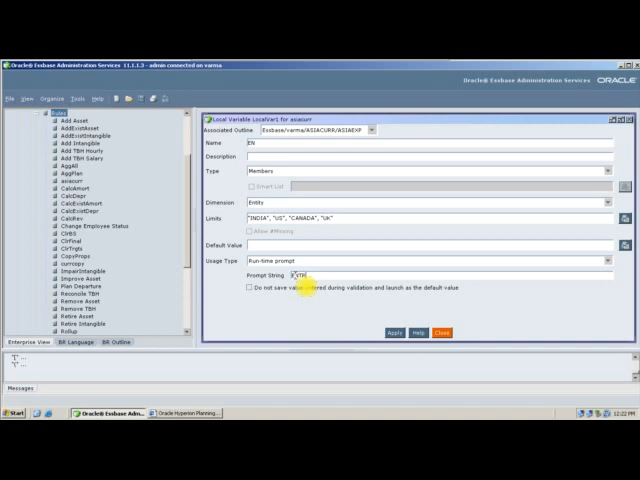 Oracle® Essbase Administration Services 11.1.1.3 - admin connected on varma
Oracle® Essbase Administration Services ORACLE
File View Organize Tools Help
Rules
Add Asset
AddExistAsset
AddExistIntangible
Add Intangible
Add TBH Hourly
Add TBH Salary
AggAll
AggPlan
asiacurr
CalcAmort
CalcDepr
CalcExistAmort
CalcExistDepr
CalcRev
Change Employee Status
ClrBS
ClrFinal
ClrTrgts
CopyVers
currcopy
ImpairIntangible
Improve Asset
Plan Departure
Reconcile TBH
Remove Asset
Remove Intangible
Retire Asset
Retire Intangible
Rollup
Enterprise View BR Language BR Outline
Local Variable LocalVar1 for asiacurr
Associated Outline Essbase/varma/ASIACURR/ASIAEXP
Name EN
Description
Type Members
Smart List
Dimension Entity
Limits "INDIA", "US", "CANADA", "UK"
Allow #Missing
Default Value
Usage Type Run-time prompt
Prompt String
Do not save value entered during validation and launch as the default value
Apply Help Close
Messages
Start Oracle® Essbase Adm... Oracle Hyperion Planning... 12:22 PM